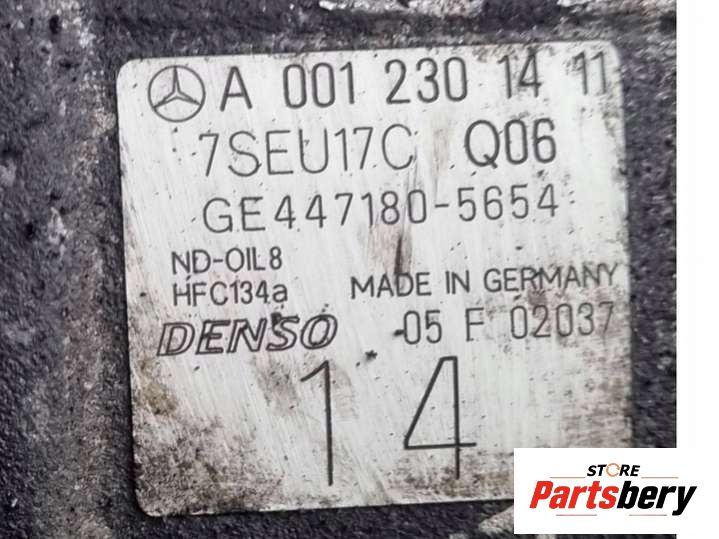 A 001 230 14 11
7SEU17C Q06
GE447180-5654
ND-OIL8
HFC134a MADE IN GERMANY
DENSO 05 F 02037
14
STORE
Partsbery